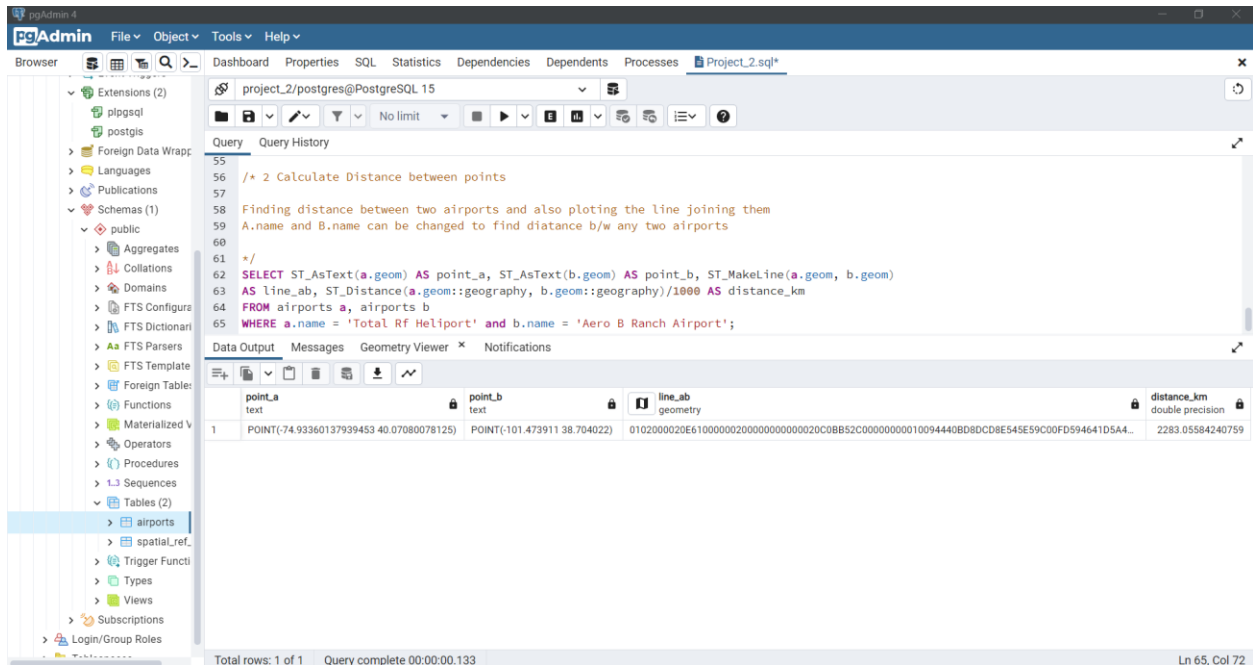 pgAdmin 4
pgAdmin File Object Tools Help
Browser
Dashboard Properties SQL Statistics Dependencies Dependents Processes Project_2.sql*
Extensions (2)
plpgsql
postgis
Foreign Data Wrapp
Languages
Publications
Schemas (1)
public
Aggregates
Collations
Domains
FTS Configura
FTS Dictionari
FTS Parsers
FTS Template
Foreign Tables
Functions
Materialized V
Operators
Procedures
1..3 Sequences
Tables (2)
airports
spatial_ref_
Trigger Functi
Types
Views
Subscriptions
Login/Group Roles
project_2/postgres@PostgreSQL 15
No limit
Query Query History
55
56 /* 2 Calculate Distance between points
57
58 Finding distance between two airports and also ploting the line joining them
59 A.name and B.name can be changed to find diatance b/w any two airports
60
61 */
62 SELECT ST_AsText(a.geom) AS point_a, ST_AsText(b.geom) AS point_b, ST_MakeLine(a.geom, b.geom)
63 AS line_ab, ST_Distance(a.geom::geography, b.geom::geography)/1000 AS distance_km
64 FROM airports a, airports b
65 WHERE a.name = 'Total Rf Heliport' and b.name = 'Aero B Ranch Airport';
Data Output Messages Geometry Viewer × Notifications
point_a
text
point_b
text
line_ab
geometry
distance_km
double precision
1 POINT(-74.93360137939453 40.07080078125) POINT(-101.473911 38.704022) 0102000020E6100000020000000000000020C0BB52C00000000010094440BD8DCD8E545E59C00FD594641D5A4... 2283.05584240759
Total rows: 1 of 1 Query complete 00:00:00.133 Ln 65, Col 72